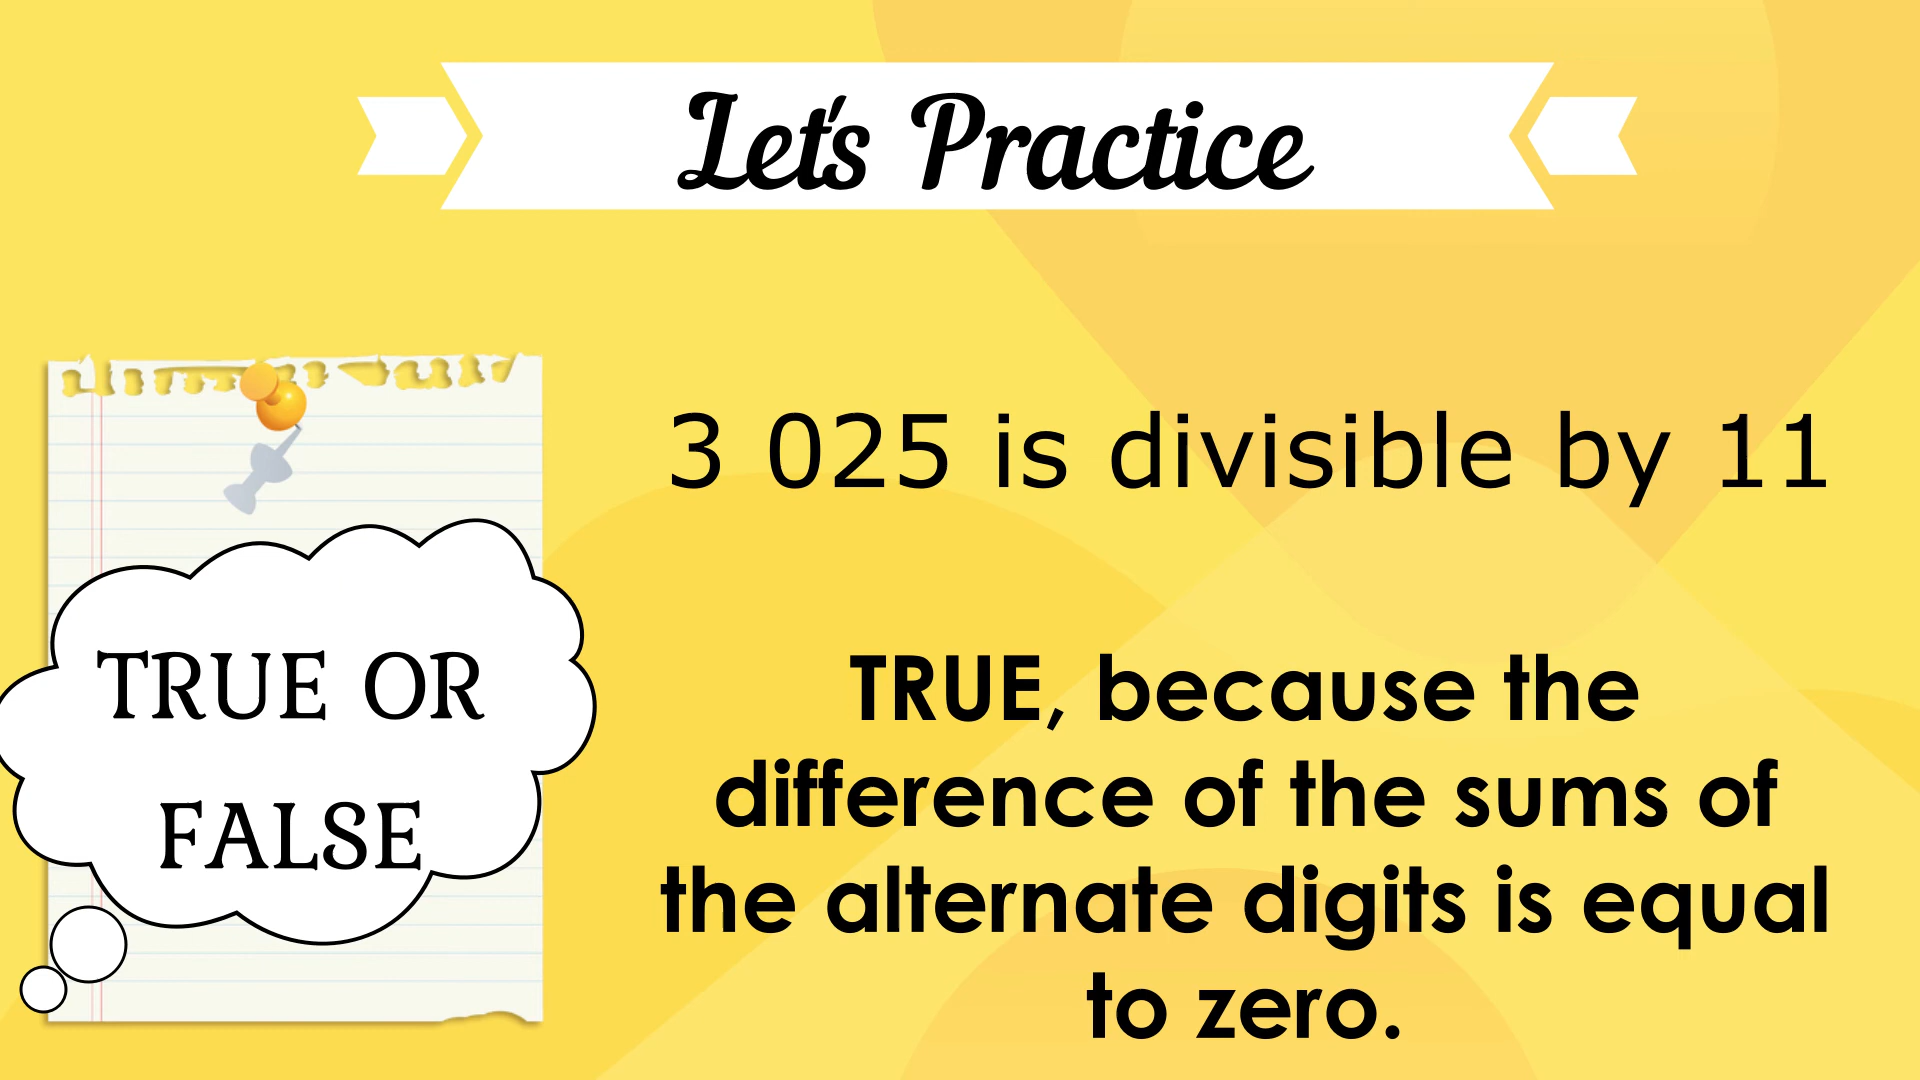 Let's Practice
3 025 is divisible by 11
TRUE OR
FALSE
TRUE, because the
difference of the sums of
the alternate digits is equal
to zero.